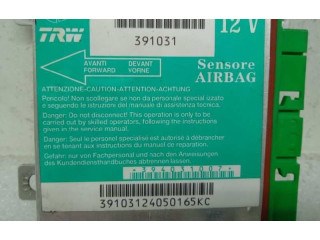 TRW
391031
12 V
AVANTI DEVANT
FORWARD VORNE
Sensore
AIRBAG
ATTENZIONE-CAUTION-ATTENTION-ACHTUNG
Pericolo! Non scollegare se non da personale specializzato
e seguendo le istruzioni del manuale di assistenza tecnica.
Danger: Do not disconnect! This operation is only to be
carried out by skilled operators, following the instructions
given in the service manual.
Danger: Seul le personel specialisé est autorisé à débrancher
en se tenant aux instructions du manuel de reparation.
Gefahr: nur von Fachpersonal und nach den Anweisungen
des Kundendiensthandbuches abtrennen lassen.
39103124050165KC